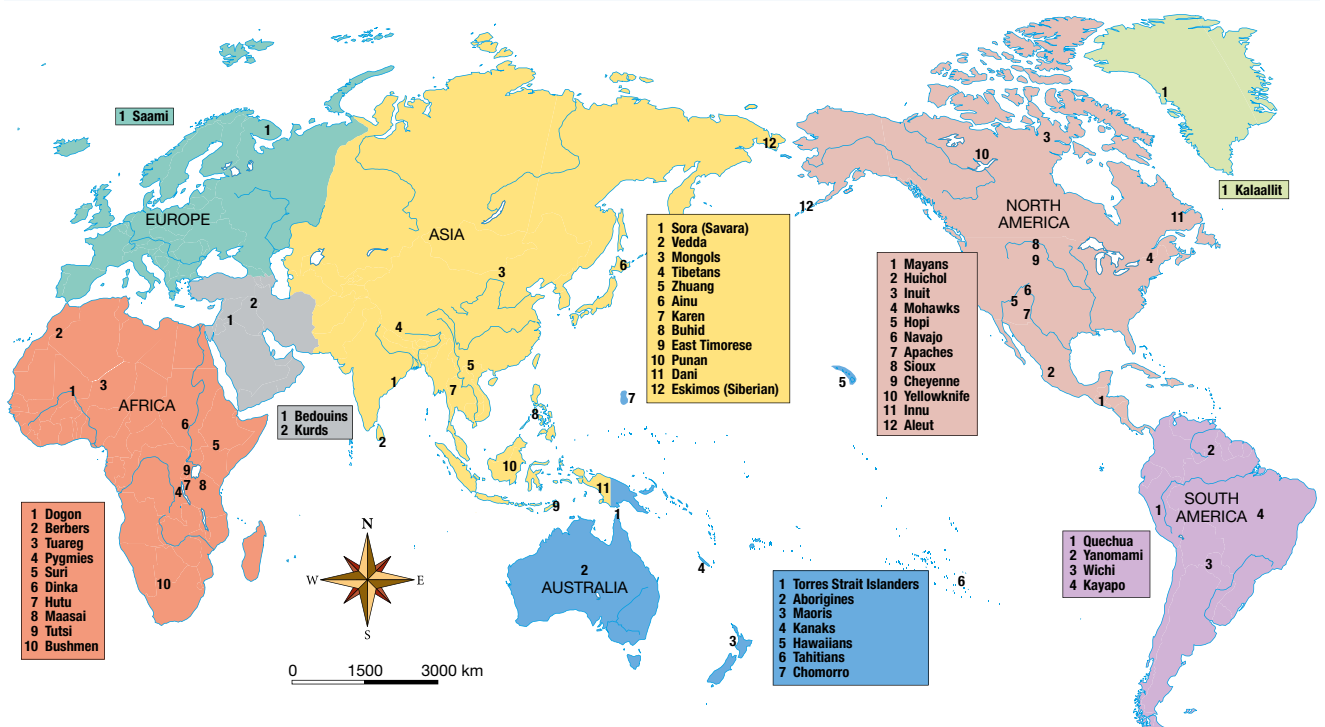 1 Saami
EUROPE
1
1 Kalaallit
1
ASIA
1 Sora (Savara)
2 Vedda
3 Mongols
4 Tibetans
5 Zhuang
6 Ainu
7 Karen
8 Buhid
9 East Timorese
10 Punan
11 Dani
12 Eskimos (Siberian)
12
6
3
4
5
1
7
2
8
10
11
9
NORTH
AMERICA
1 Mayans
2 Huichol
3 Inuit
4 Mohawks
5 Hopi
6 Navajo
7 Apaches
8 Sioux
9 Cheyenne
10 Yellowknife
11 Innu
12 Aleut
3
10
12
11
8
9
4
6
5
7
2
1
1 Bedouins
2 Kurds
2
1
AFRICA
1 Dogon
2 Berbers
3 Tuareg
4 Pygmies
5 Suri
6 Dinka
7 Hutu
8 Maasai
9 Tutsi
10 Bushmen
2
3
1
6
5
9
7
8
4
10
SOUTH
AMERICA
1 Quechua
2 Yanomami
3 Wichi
4 Kayapo
2
1
4
3
AUSTRALIA
1 Torres Strait Islanders
2 Aborigines
3 Maoris
4 Kanaks
5 Hawaiians
6 Tahitians
7 Chomorro
5
7
1
2
4
6
3
N
W
E
S
0 1500 3000 km